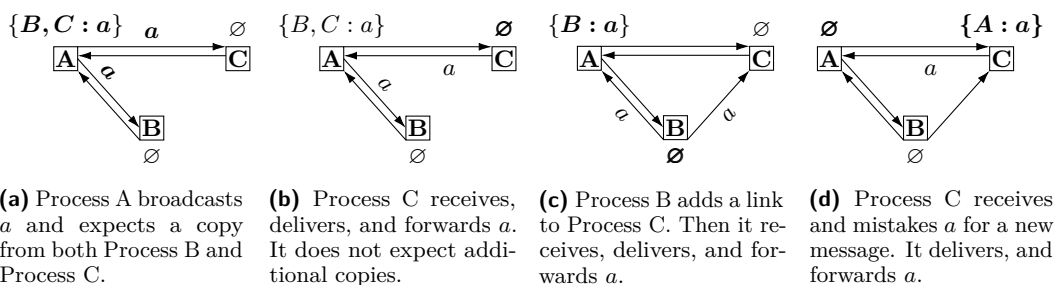 {B, C : a} a ∅
A C
a
B
∅
{B, C : a} ∅
A C
a
a
B
∅
{B : a} ∅
A C
a a
B
∅
∅ {A : a}
A C
a
B
∅
(a) Process A broadcasts
a and expects a copy
from both Process B and
Process C.
(b) Process C receives,
delivers, and forwards a.
It does not expect addi-
tional copies.
(c) Process B adds a link
to Process C. Then it re-
ceives, delivers, and for-
wards a.
(d) Process C receives
and mistakes a for a new
message. It delivers, and
forwards a.